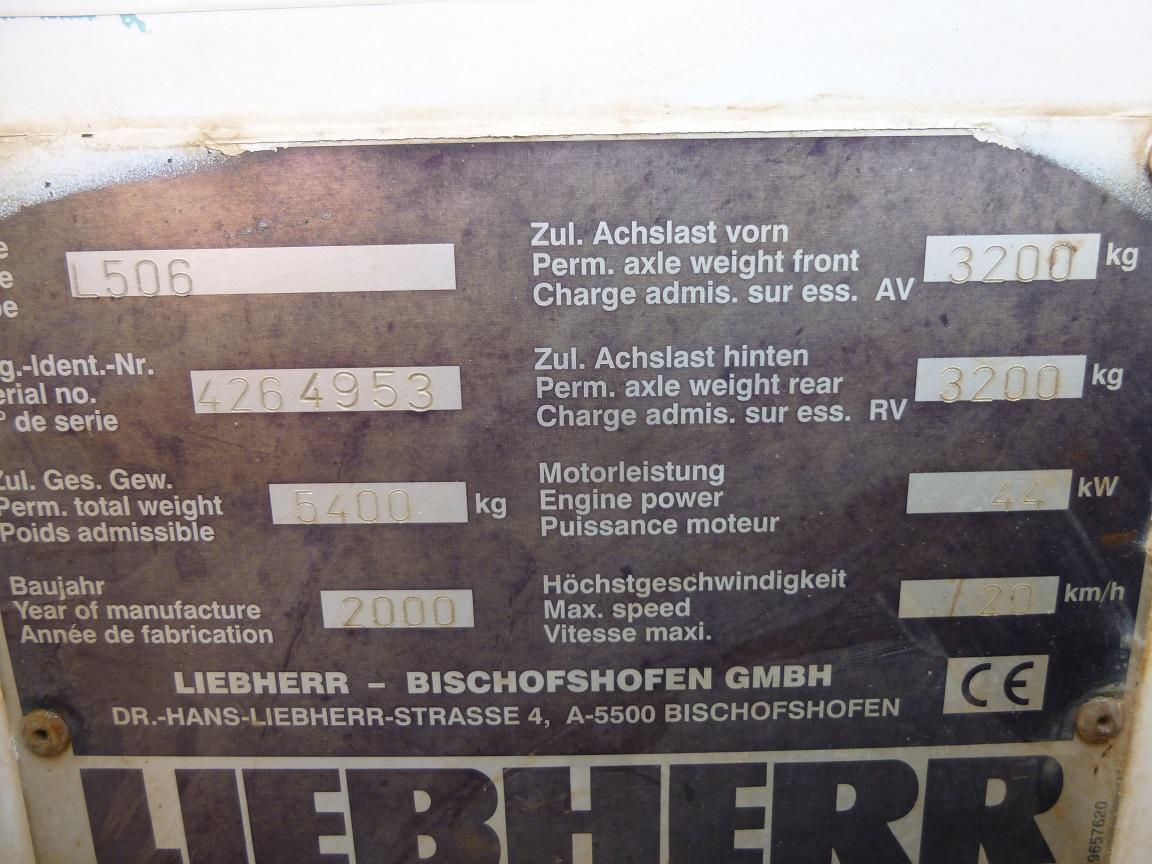 L506
g.-Ident.-Nr.
erial no.
° de serie
4264953
Zul. Ges. Gew.
Perm. total weight
Poids admissible
5400 kg
Baujahr
Year of manufacture
Année de fabrication
2000
Zul. Achslast vorn
Perm. axle weight front
Charge admis. sur ess. AV
3200 kg
Zul. Achslast hinten
Perm. axle weight rear
Charge admis. sur ess. RV
3200 kg
Motorleistung
Engine power
Puissance moteur
44 kW
Höchstgeschwindigkeit
Max. speed
Vitesse maxi.
20 km/h
LIEBHERR – BISCHOFSHOFEN GMBH
DR.-HANS-LIEBHERR-STRASSE 4, A-5500 BISCHOFSHOFEN
CE
LIEBHERR
9657620